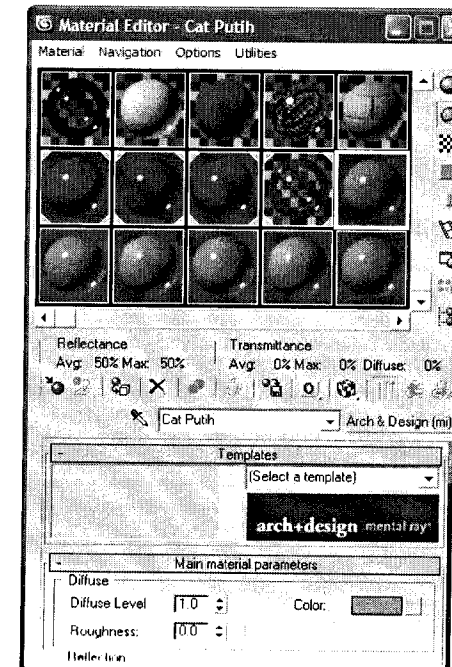 Material Editor - Cat Putih
Material Navigation Options Utilities
Reflectance Transmittance
Avg: 50% Max: 50% Avg: 0% Max: 0% Diffuse: 0%
Cat Putih Arch & Design (mi)
- Templates
(Select a template)
arch+design mental ray
- Main material parameters
Diffuse
Diffuse Level 1.0 Color:
Roughness: 0.0
Reflection